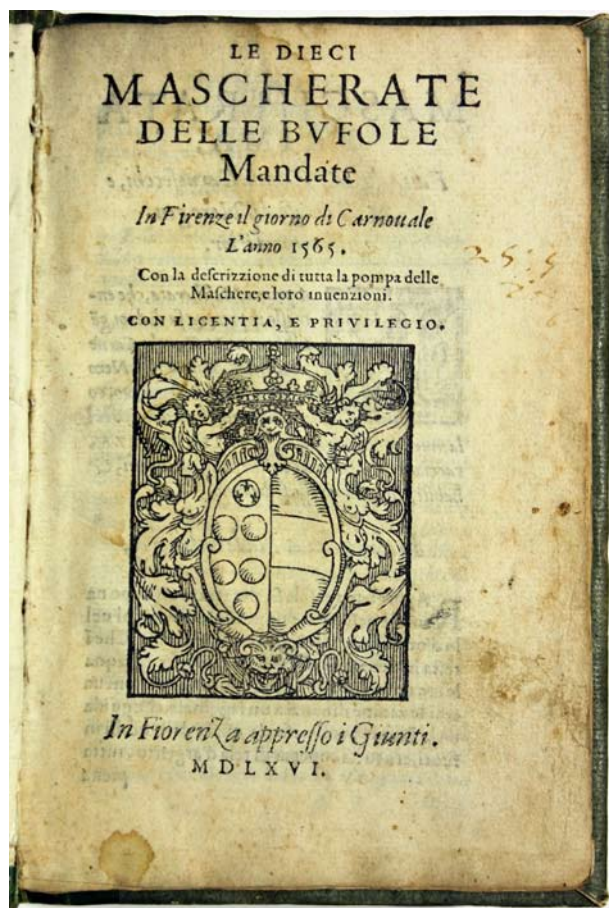 LE DIECI
MASCHERATE
DELLE BVFOLE
Mandate
In Firenze il giorno di Carnouale
L'anno 1565.
Con la descrizzione di tutta la pompa delle
Maschere, e loro inuenzioni.
CON LICENTIA, E PRIVILEGIO.
In Fiorenza appresso i Giunti.
MDLXVI.